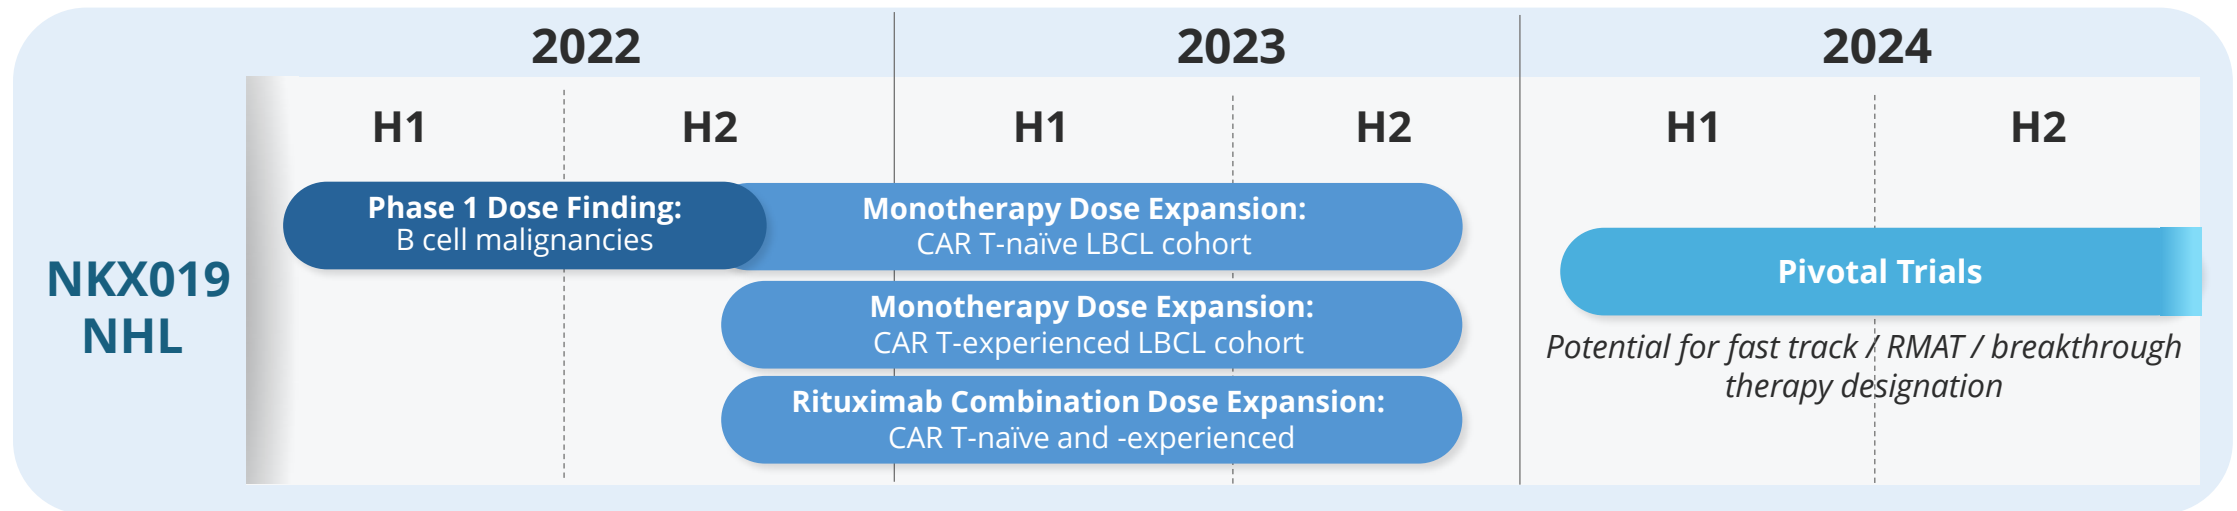 2022
2023
2024
H1
H2
H1
H2
H1
H2
NKX019
NHL
Phase 1 Dose Finding:
B cell malignancies
Monotherapy Dose Expansion:
CAR T-naïve LBCL cohort
Monotherapy Dose Expansion:
CAR T-experienced LBCL cohort
Rituximab Combination Dose Expansion:
CAR T-naïve and -experienced
Pivotal Trials
Potential for fast track / RMAT / breakthrough
therapy designation